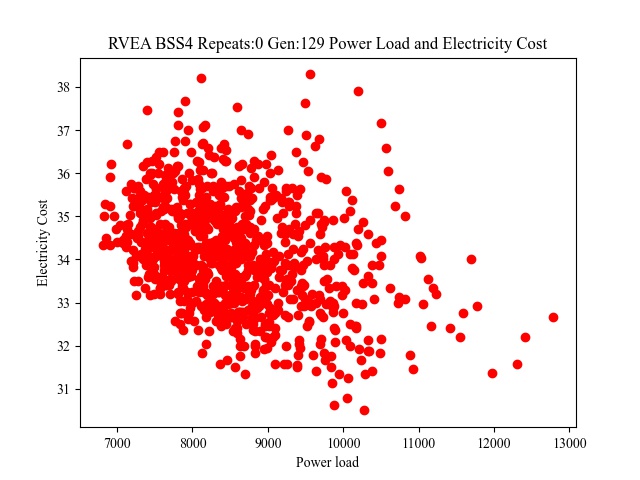 RVEA BSS4 Repeats:0 Gen:129 Power Load and Electricity Cost
38
37
36
35
34
33
32
31
Electricity Cost
7000 8000 9000 10000 11000 12000 13000
Power load